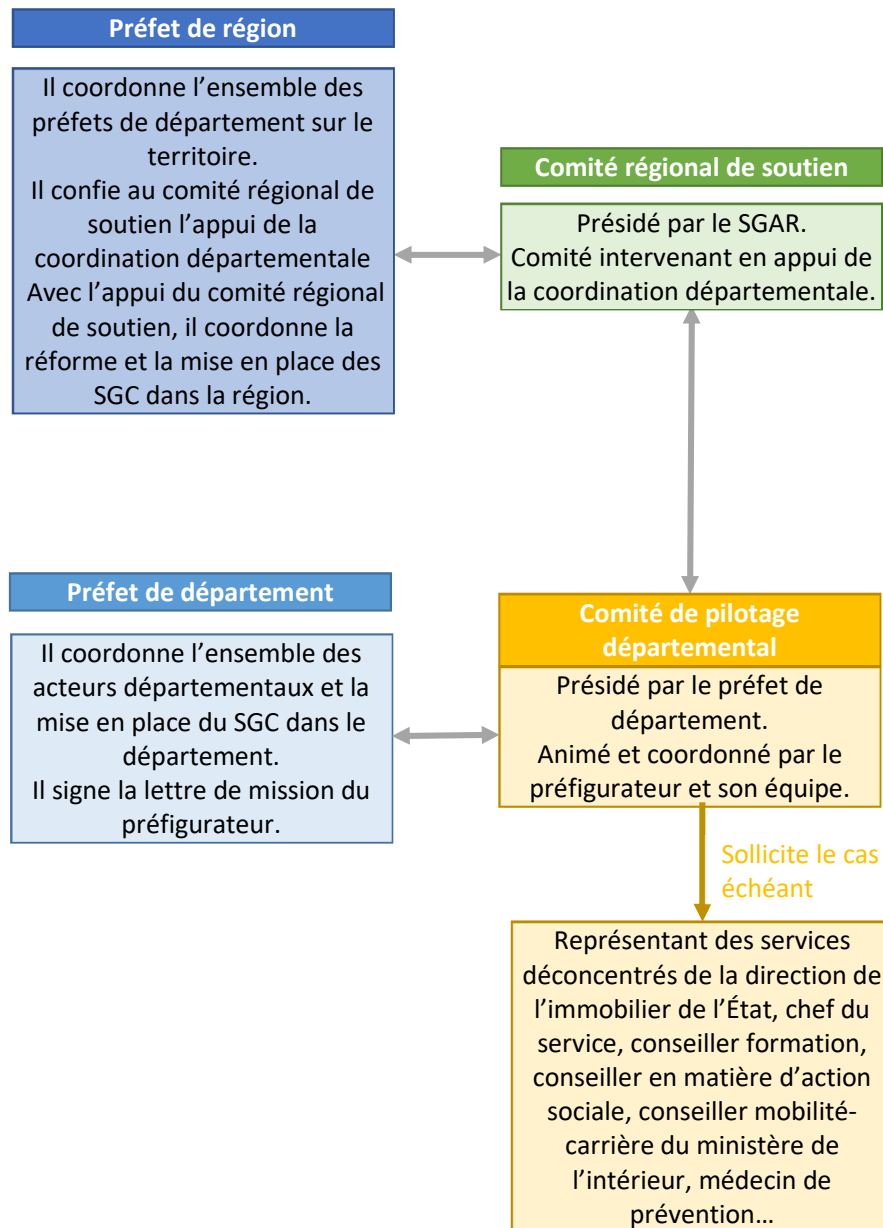 Préfet de région
Il coordonne l’ensemble des
préfets de département sur le
territoire.
Il confie au comité régional de
soutien l’appui de la
coordination départementale
Avec l’appui du comité régional
de soutien, il coordonne la
réforme et la mise en place des
SGC dans la région.
Comité régional de soutien
Présidé par le SGAR.
Comité intervenant en appui de
la coordination départementale.
Préfet de département
Il coordonne l’ensemble des
acteurs départementaux et la
mise en place du SGC dans le
département.
Il signe la lettre de mission du
préfigurateur.
Comité de pilotage
départemental
Présidé par le préfet de
département.
Animé et coordonné par le
préfigurateur et son équipe.
Sollicite le cas
échéant
Représentant des services
déconcentrés de la direction de
l’immobilier de l’État, chef du
service, conseiller formation,
conseiller en matière d’action
sociale, conseiller mobilité-
carrière du ministère de
l’intérieur, médecin de
prévention…